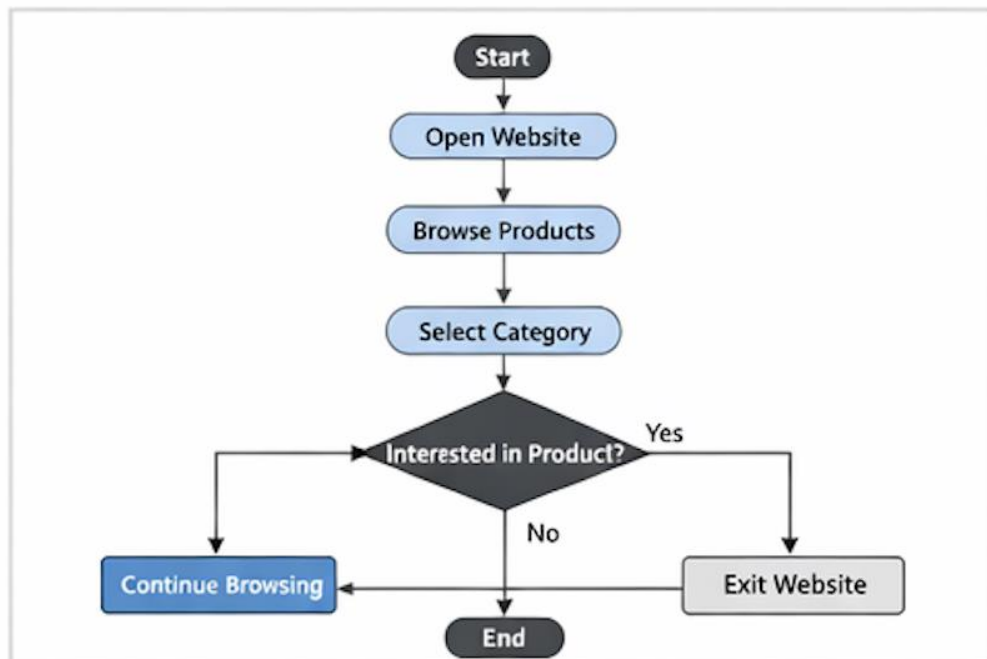 Start
Open Website
Browse Products
Select Category
Interested in Product?
Yes
No
Continue Browsing
Exit Website
End